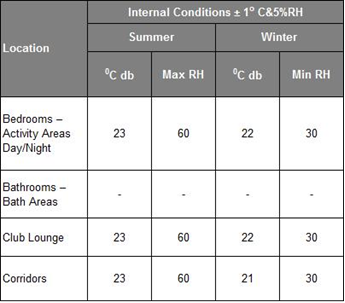 Location
Internal Conditions ± 1⁰ C&5%RH
Summer Winter
⁰C db Max RH ⁰C db Min RH
Bedrooms –
Activity Areas
Day/Night
23 60 22 30
Bathrooms –
Bath Areas
- - - -
Club Lounge 23 60 22 30
Corridors 23 60 21 30